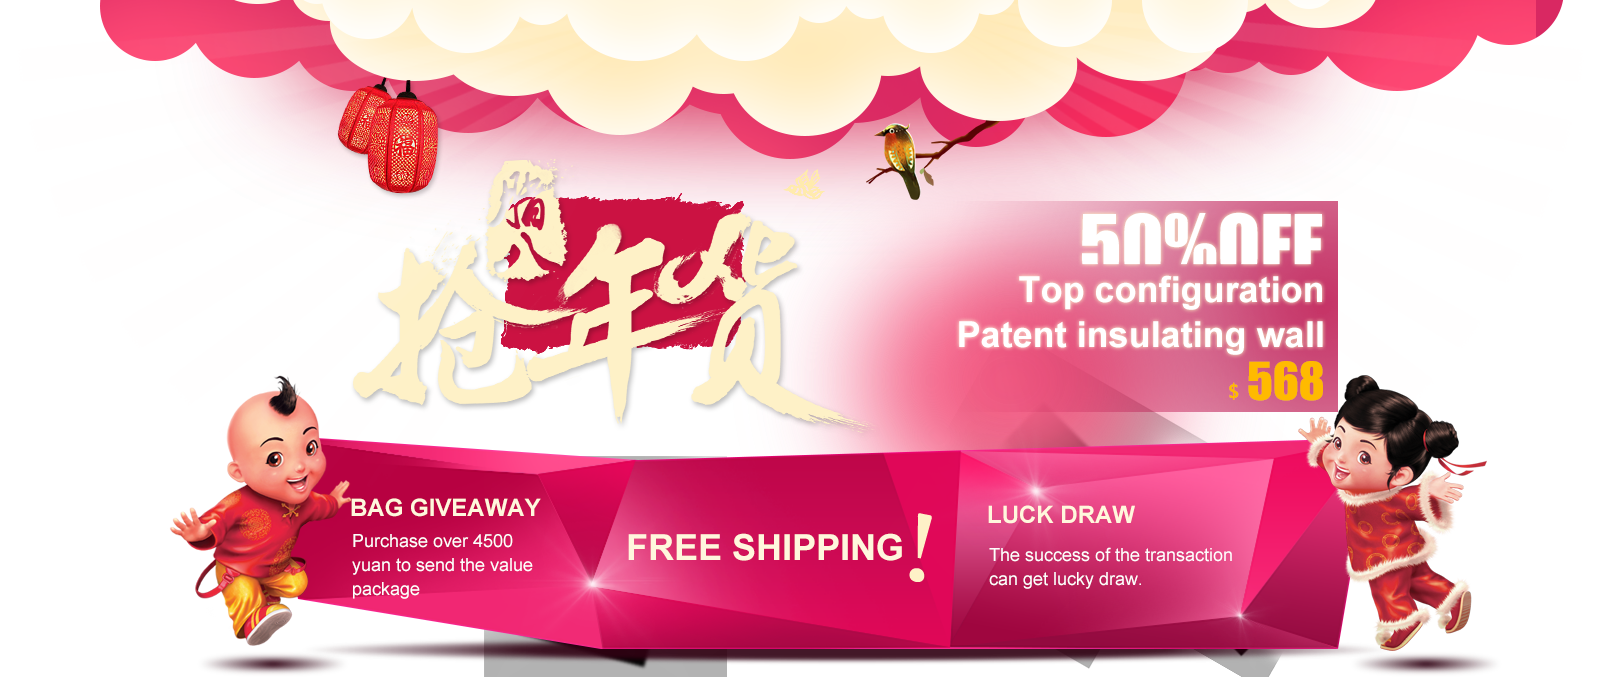 福
抢年货
50%OFF
Top configuration
Patent insulating wall
$ 568
BAG GIVEAWAY
Purchase over 4500
yuan to send the value
package
FREE SHIPPING!
LUCK DRAW
The success of the transaction
can get lucky draw.